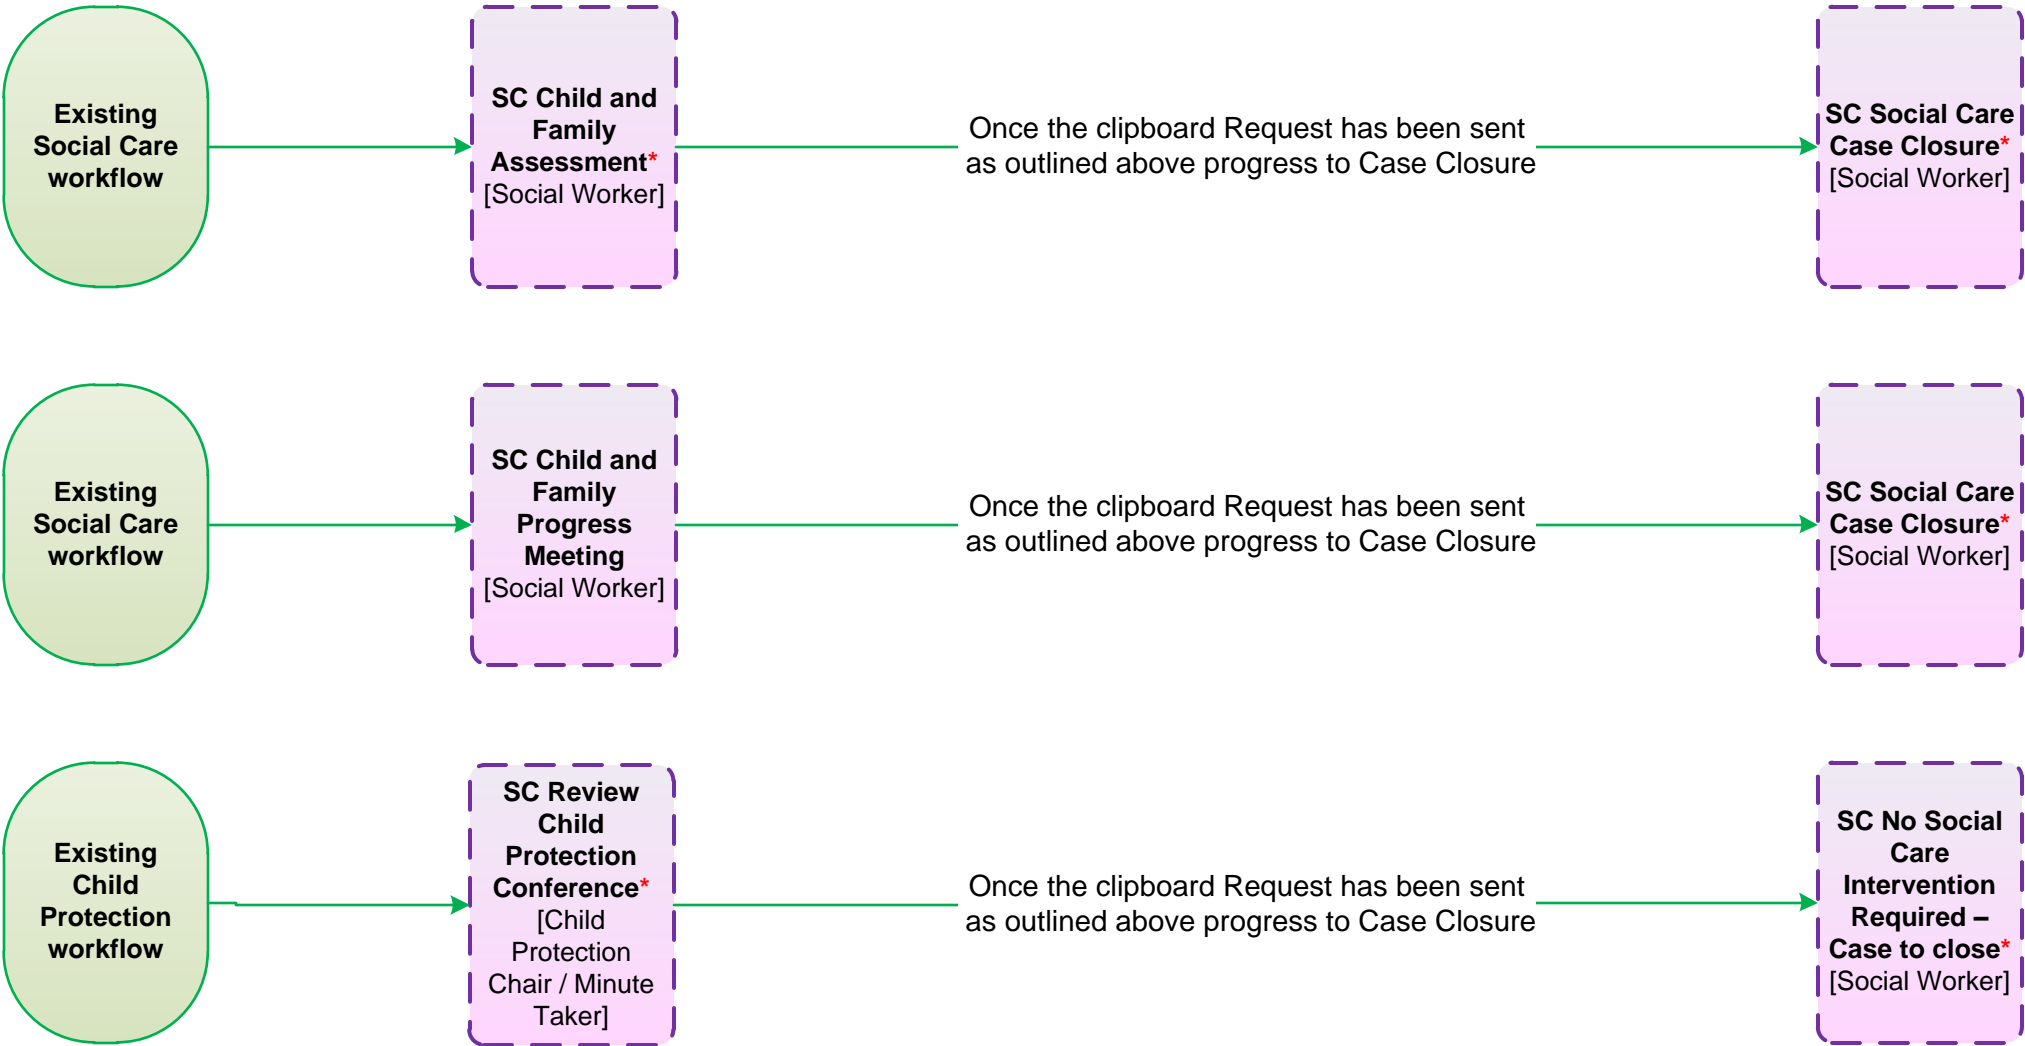 Existing
Social Care
workflow
SC Child and
Family
Assessment*
[Social Worker]
Once the clipboard Request has been sent
as outlined above progress to Case Closure
SC Social Care
Case Closure*
[Social Worker]
Existing
Social Care
workflow
SC Child and
Family
Progress
Meeting
[Social Worker]
Once the clipboard Request has been sent
as outlined above progress to Case Closure
SC Social Care
Case Closure*
[Social Worker]
Existing
Child
Protection
workflow
SC Review
Child
Protection
Conference*
[Child
Protection
Chair / Minute
Taker]
Once the clipboard Request has been sent
as outlined above progress to Case Closure
SC No Social
Care
Intervention
Required –
Case to close*
[Social Worker]